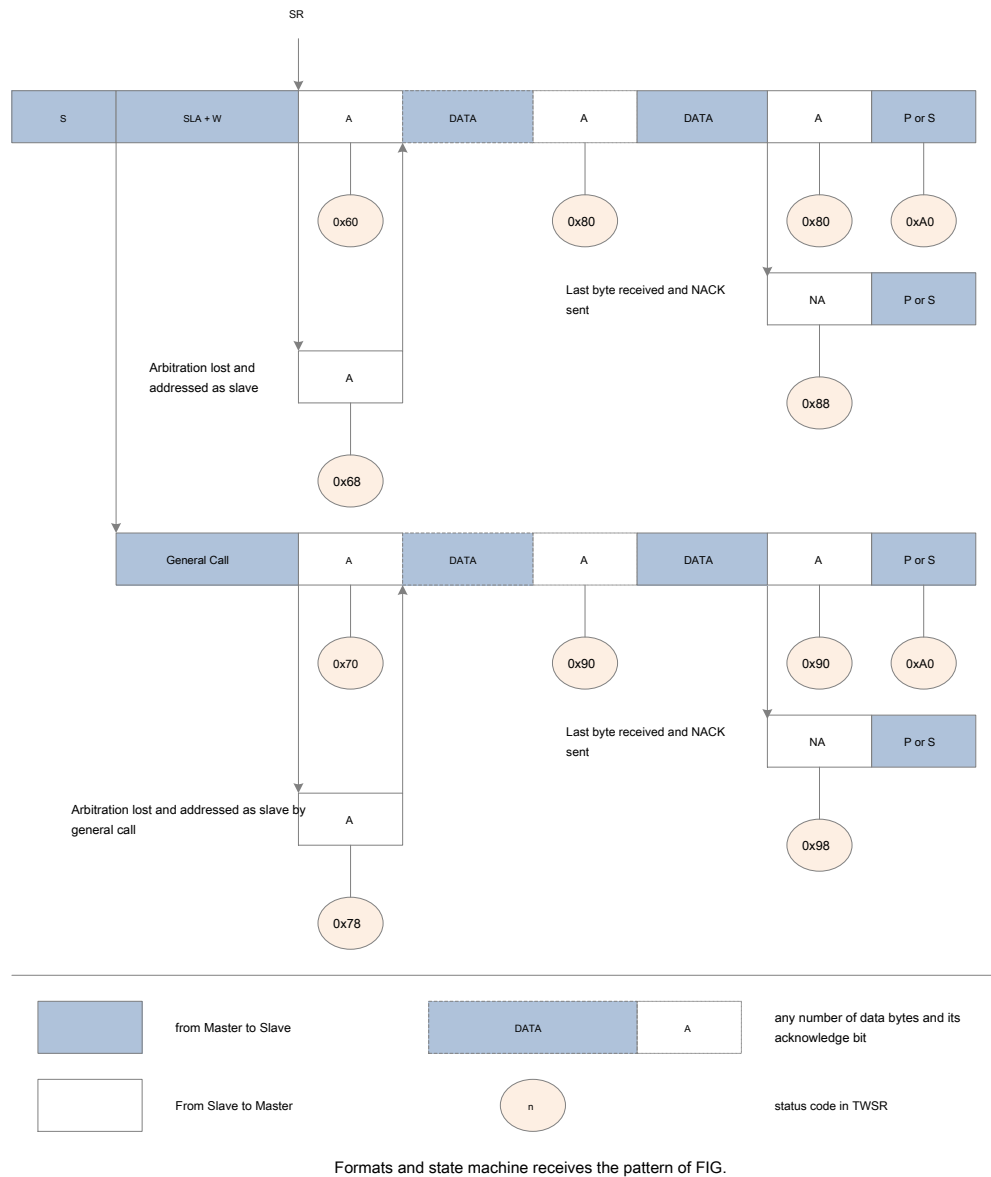 SR
S
SLA + W
A
DATA
A
DATA
A
P or S
0x60
0x80
0x80
0xA0
Last byte received and NACK
sent
NA
P or S
Arbitration lost and
addressed as slave
A
0x88
0x68
General Call
A
DATA
A
DATA
A
P or S
0x70
0x90
0x90
0xA0
Last byte received and NACK
sent
NA
P or S
Arbitration lost and addressed as slave by
general call
A
0x98
0x78
from Master to Slave
DATA
A
any number of data bytes and its
acknowledge bit
From Slave to Master
n
status code in TWSR
Formats and state machine receives the pattern of FIG.